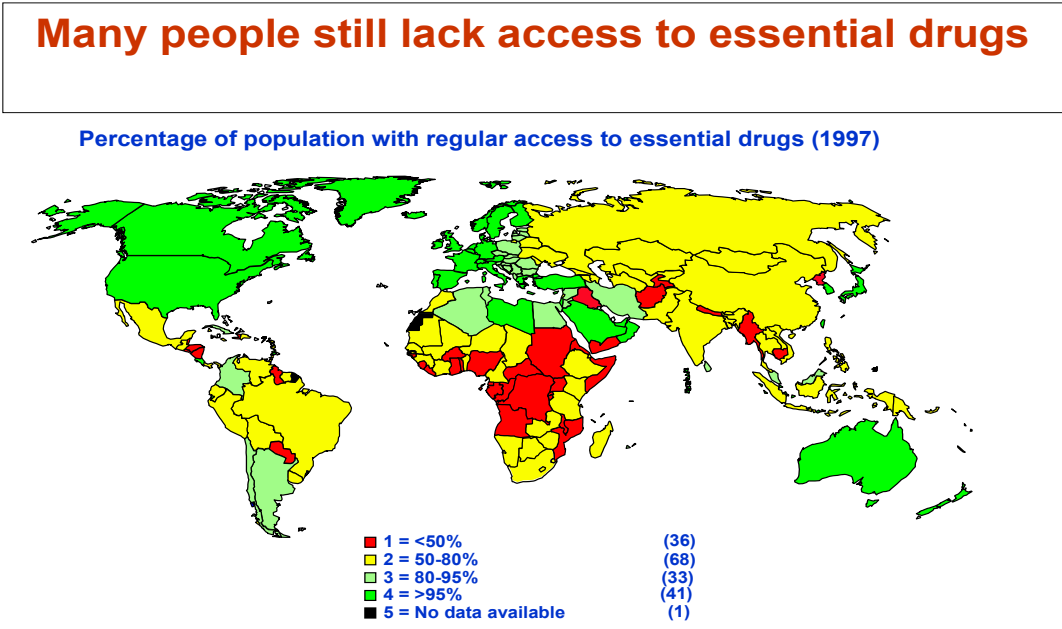 Many people still lack access to essential drugs
Percentage of population with regular access to essential drugs (1997)
1 = <50% (36)
2 = 50-80% (68)
3 = 80-95% (33)
4 = >95% (41)
5 = No data available (1)